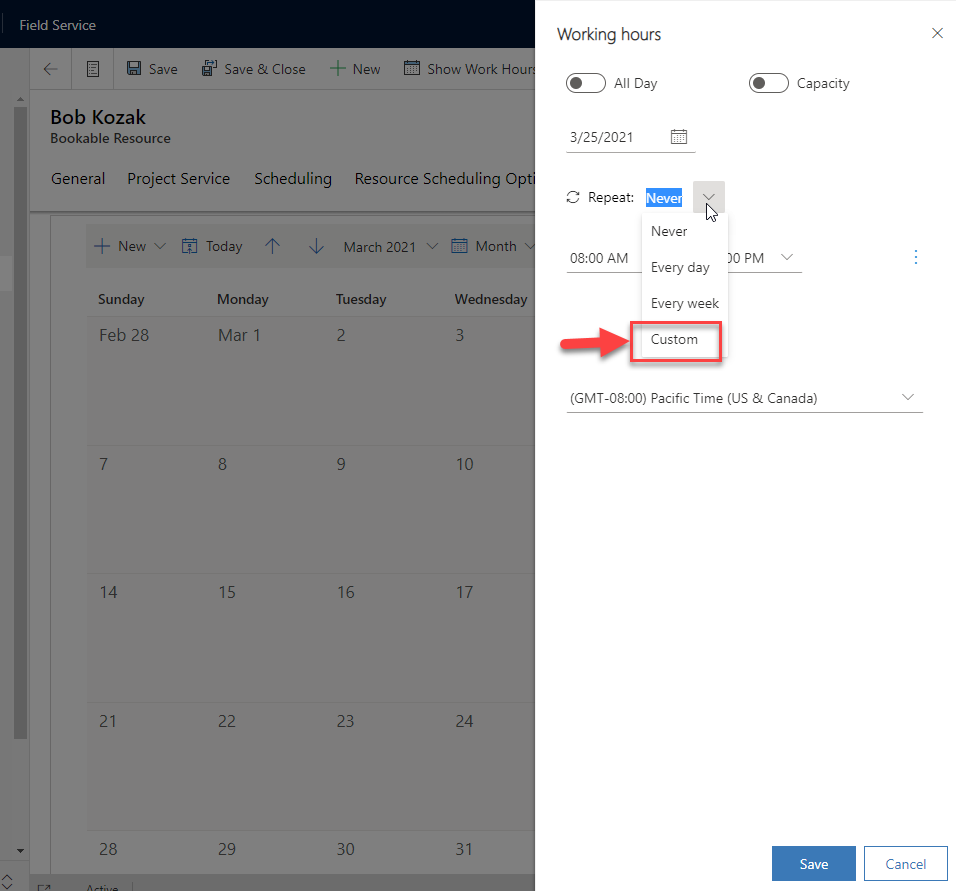 Field Service
Save
Save & Close
New
Show Work Hours
Bob Kozak
Bookable Resource
General
Project Service
Scheduling
Resource Scheduling Opti
New
Today
March 2021
Month
Sunday
Monday
Tuesday
Wednesday
Feb 28
Mar 1
2
3
7
8
9
10
14
15
16
17
21
22
23
24
28
29
30
31
Active
Working hours
All Day
Capacity
3/25/2021
Repeat:
Never
Never
Every day
Every week
Custom
08:00 AM
00 PM
(GMT-08:00) Pacific Time (US & Canada)
Save
Cancel